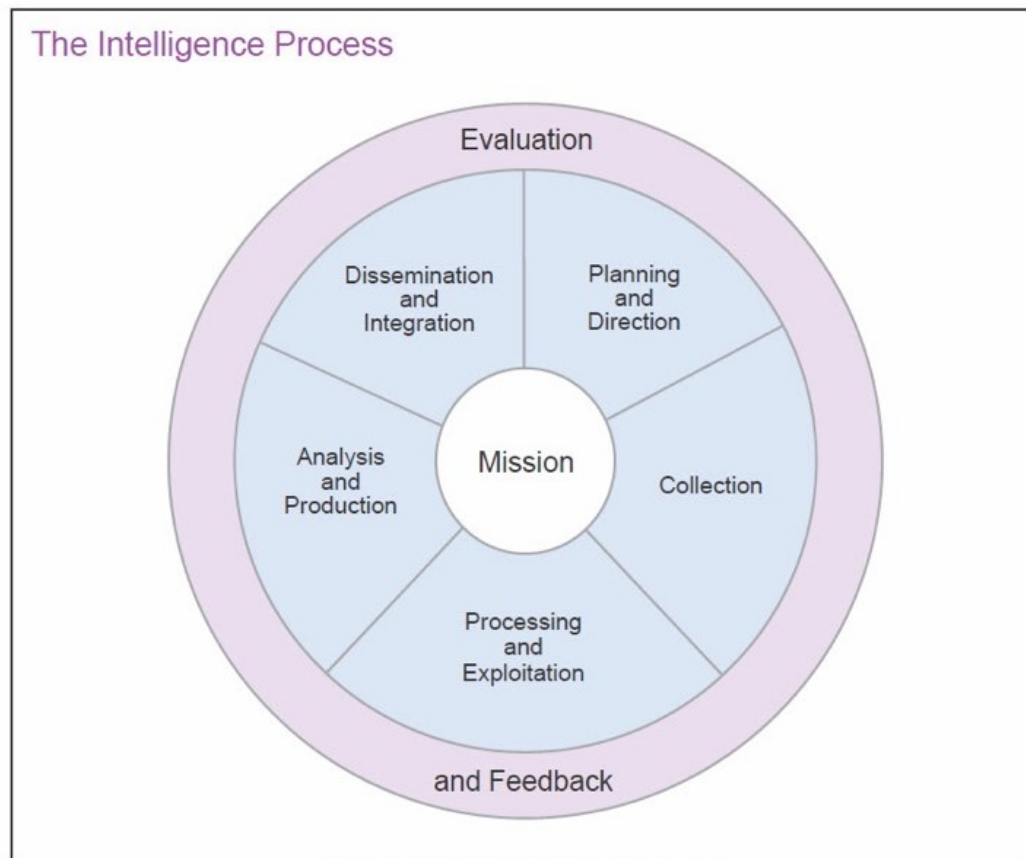 The Intelligence Process
Evaluation
Dissemination
and
Integration
Planning
and
Direction
Analysis
and
Production
Mission
Collection
Processing
and
Exploitation
and Feedback